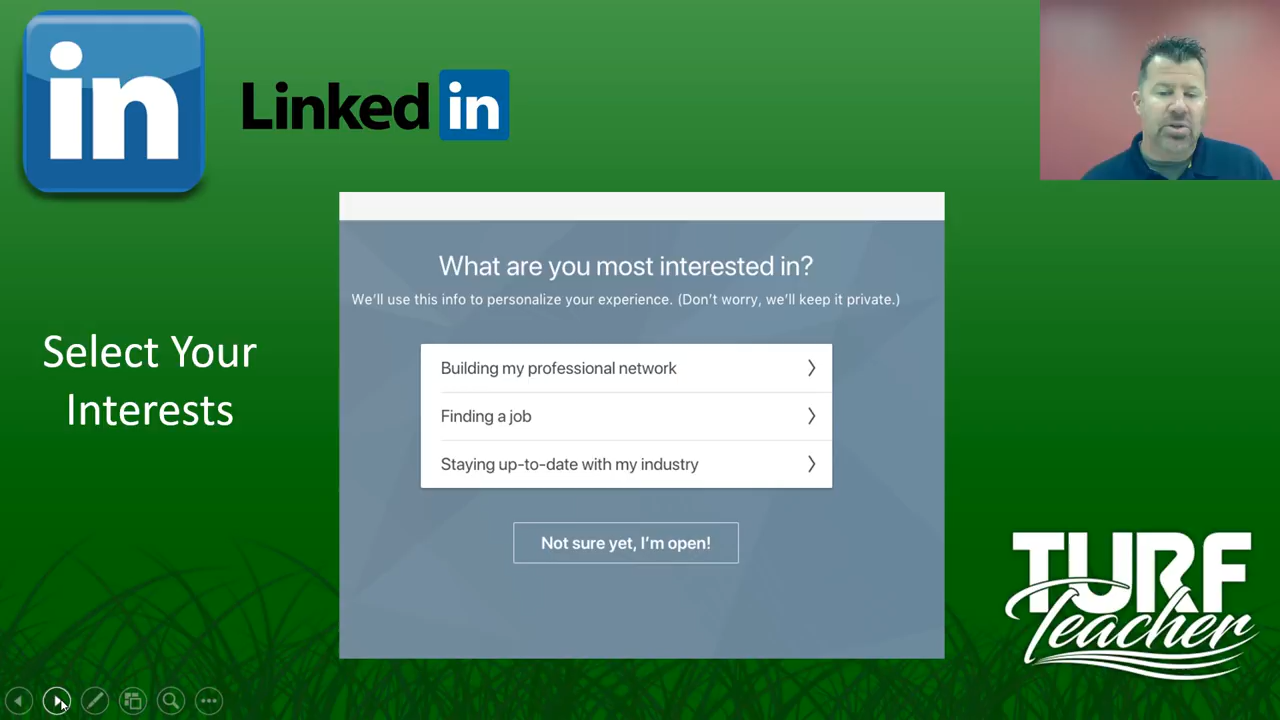 in
Linked in
What are you most interested in?
We'll use this info to personalize your experience. (Don't worry, we'll keep it private.)
Select Your
Interests
Building my professional network
Finding a job
Staying up-to-date with my industry
Not sure yet, I'm open!
TURF
Teacher